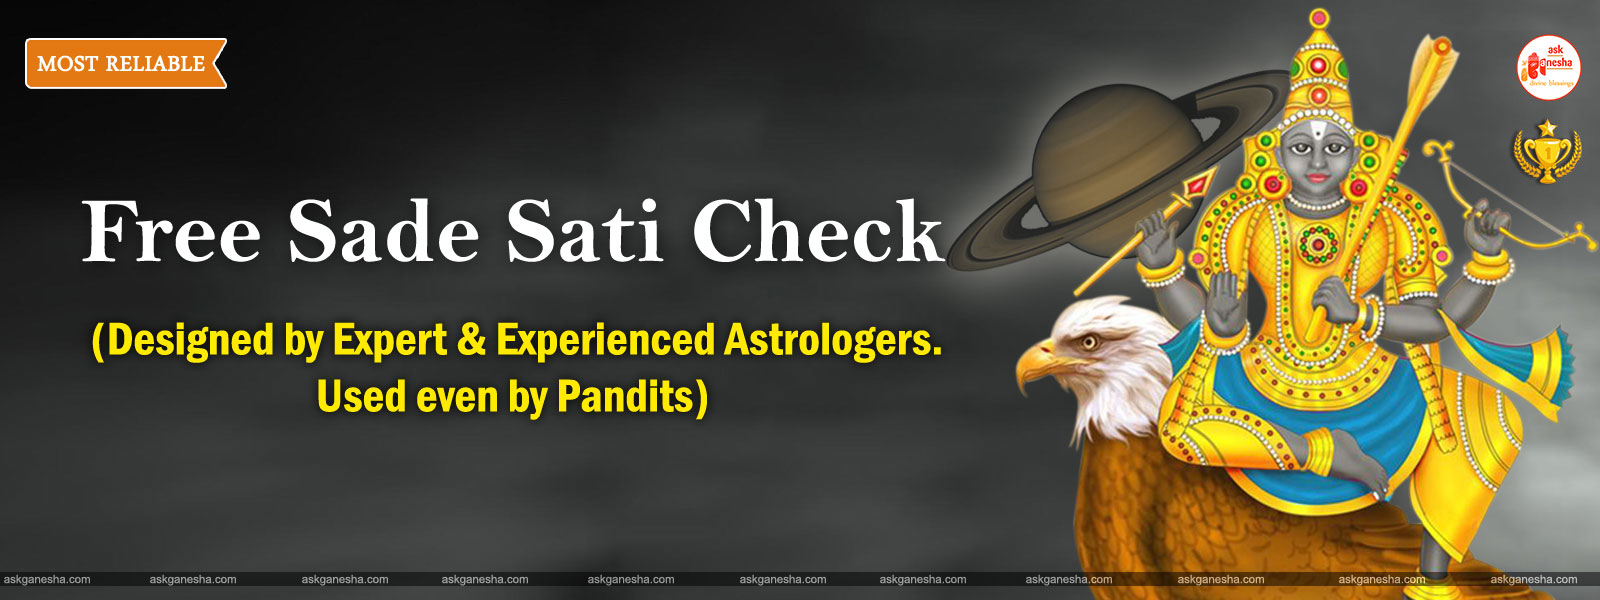 MOST RELIABLE
ask
ganesha
divine blessings
1
Free Sade Sati Check
(Designed by Expert & Experienced Astrologers.
Used even by Pandits)
askganesha.com askganesha.com askganesha.com askganesha.com askganesha.com askganesha.com askganesha.com askganesha.com askganesha.com askganesha.com askganesha.com